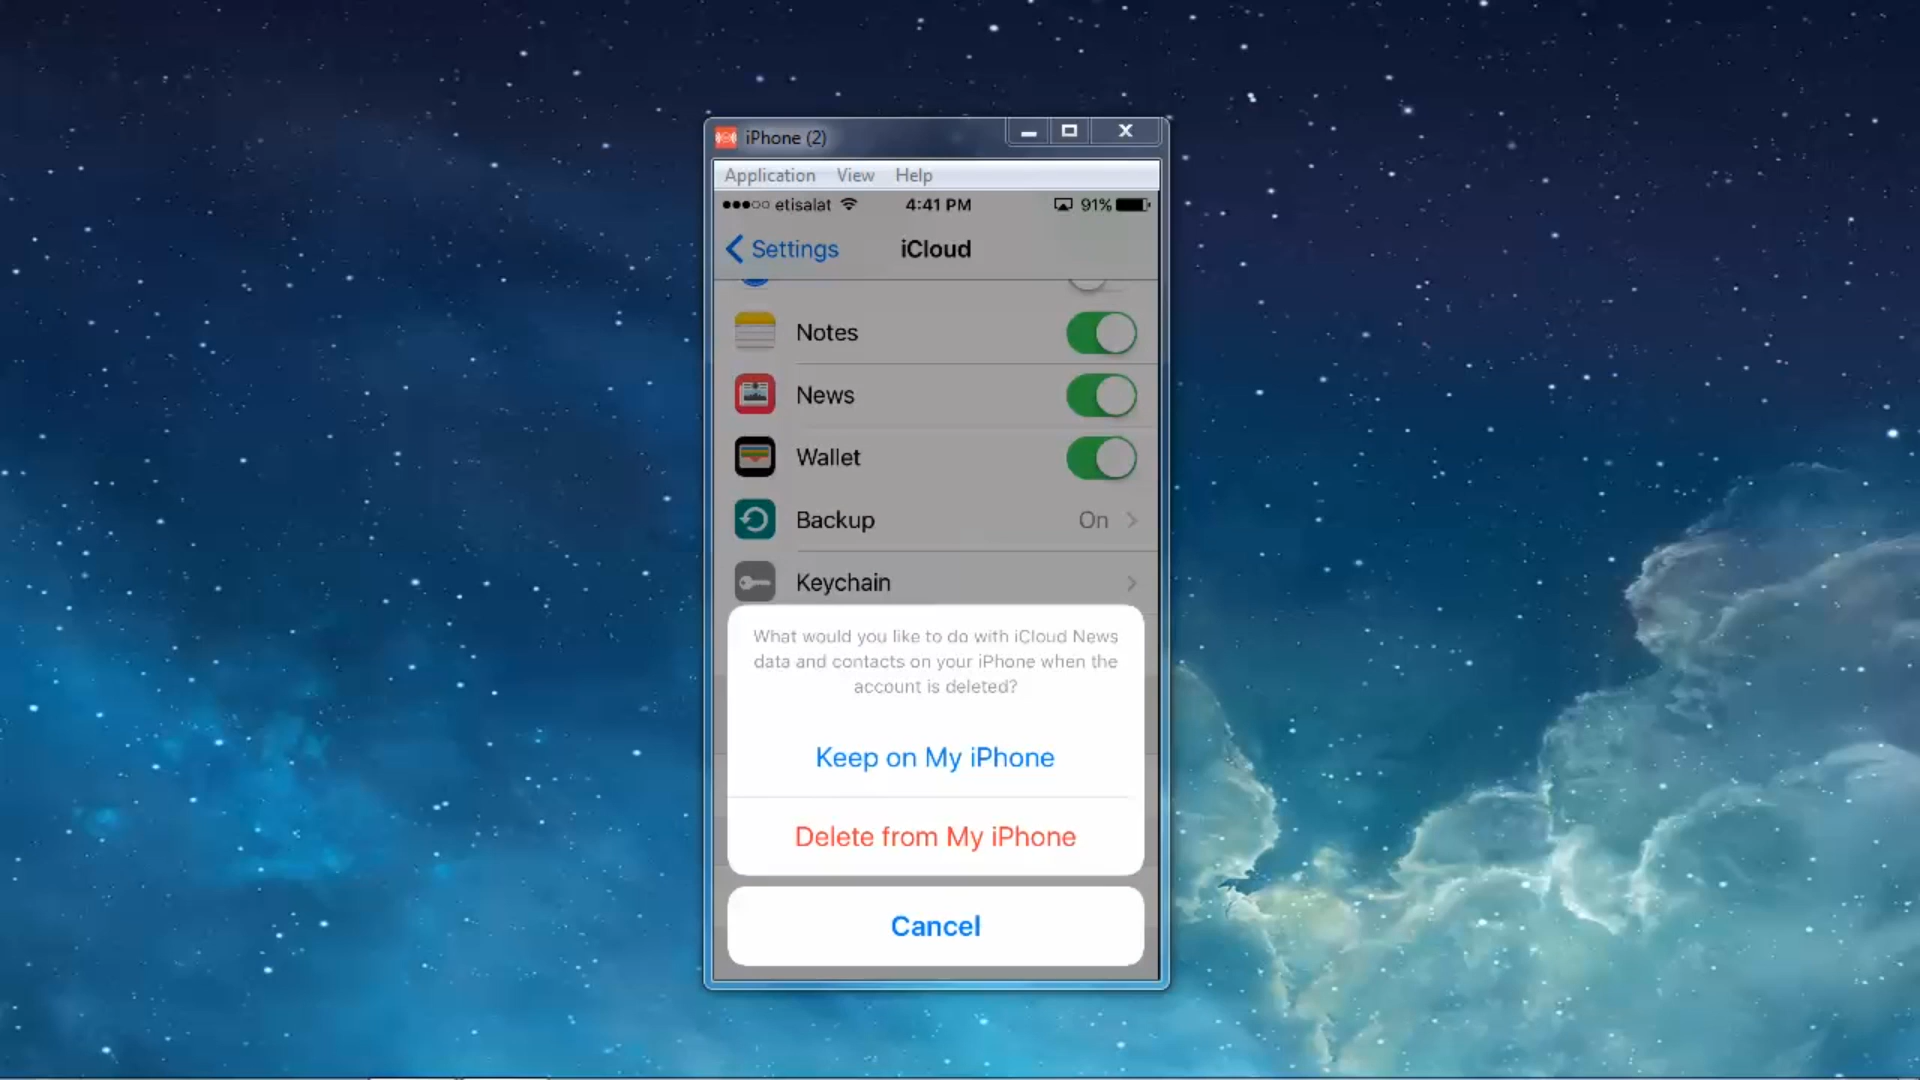 iPhone (2)
Application View Help
etisalat 4:41 PM 91%
Settings iCloud
Notes
News
Wallet
Backup On
Keychain
What would you like to do with iCloud News
data and contacts on your iPhone when the
account is deleted?
Keep on My iPhone
Delete from My iPhone
Cancel